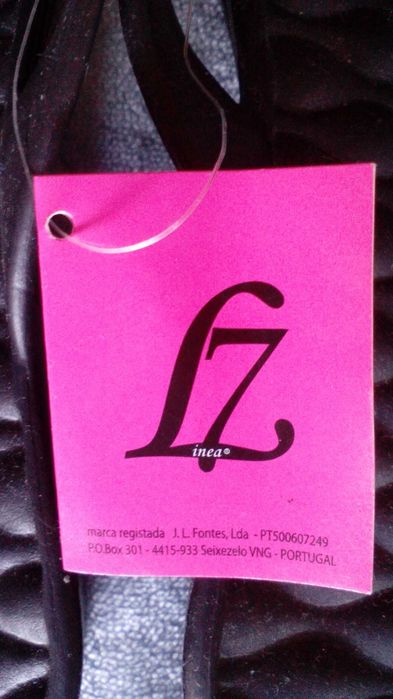 L7
inea®
marca registada J. L. Fontes, Lda - PT500607249
P.O.Box 301 - 4415-933 Seixezelo VNG - PORTUGAL